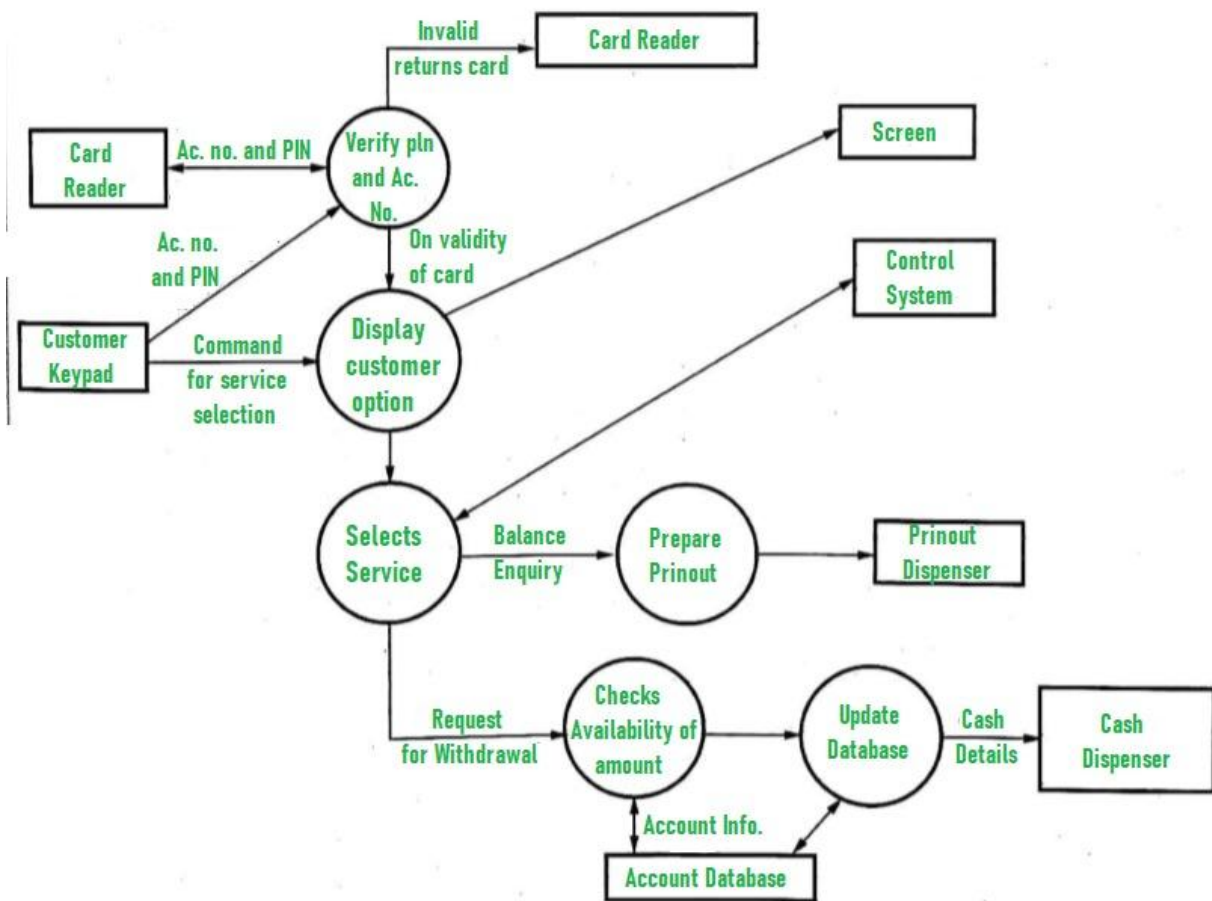 Invalid
returns card
Card Reader
Card
Reader
Ac. no. and PIN
Verify pln
and Ac.
No.
Screen
Ac. no.
and PIN
On validity
of card
Control
System
Customer
Keypad
Command
for service
selection
Display
customer
option
Selects
Service
Balance
Enquiry
Prepare
Prinout
Prinout
Dispenser
Request
for Withdrawal
Checks
Availability of
amount
Update
Database
Cash
Details
Cash
Dispenser
Account Info.
Account Database